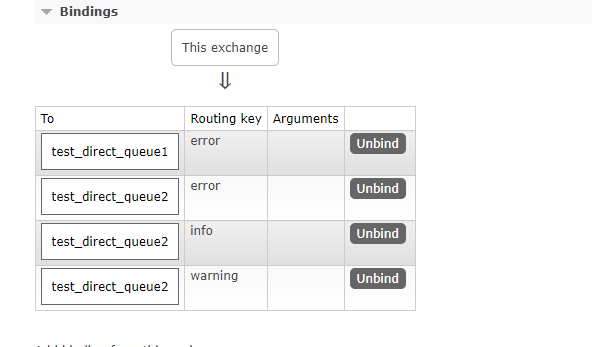 Bindings
This exchange
⇓
To Routing key Arguments
test_direct_queue1 error Unbind
test_direct_queue2 error Unbind
test_direct_queue2 info Unbind
test_direct_queue2 warning Unbind